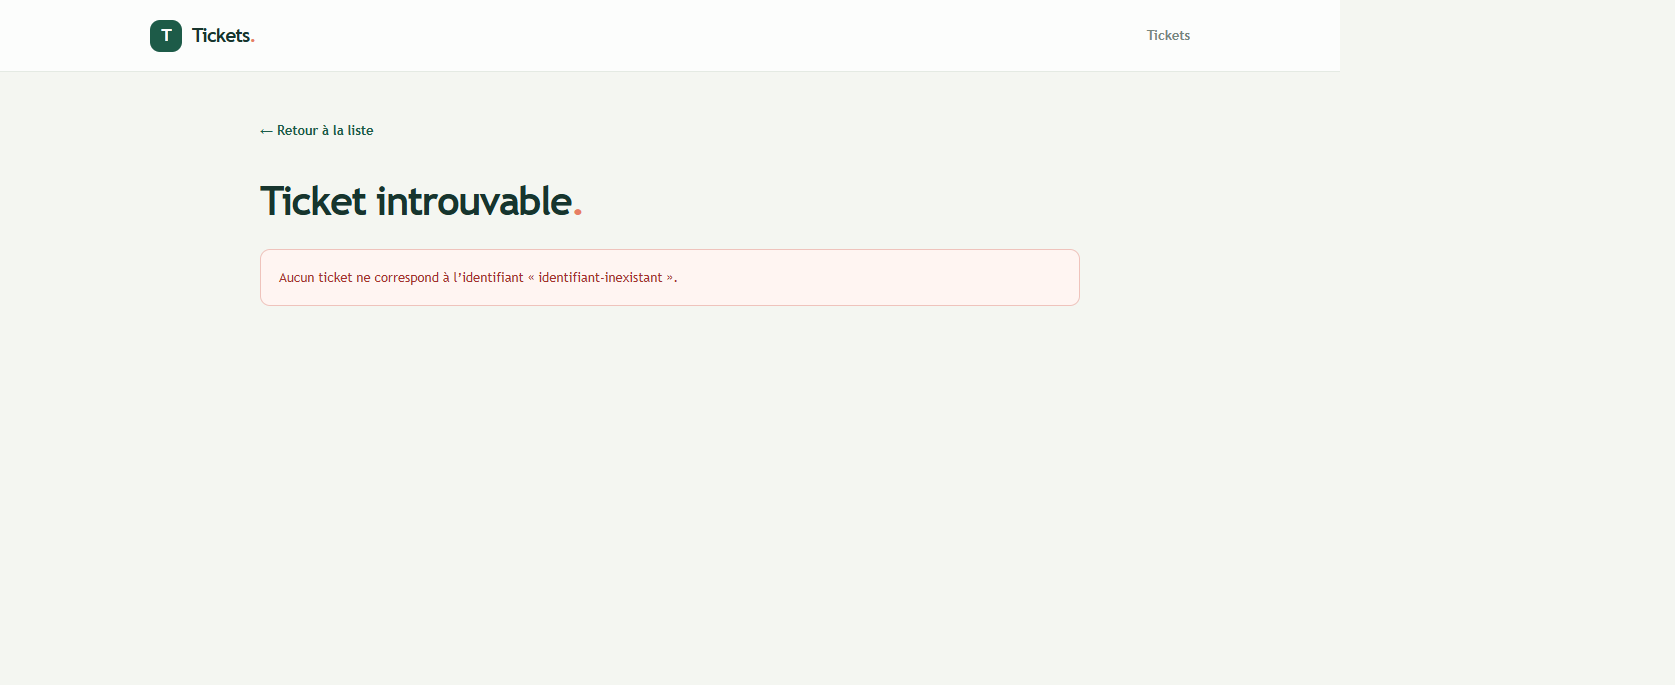 T Tickets.
Tickets
← Retour à la liste
Ticket introuvable.
Aucun ticket ne correspond à l’identifiant « identifiant-inexistant ».